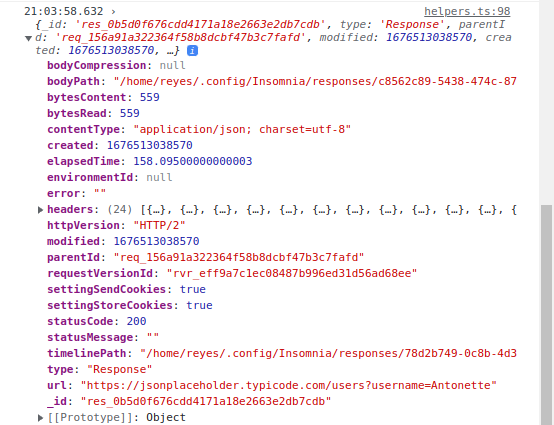 21:03:58.632 › helpers.ts:98
{_id: 'res_0b5d0f676cdd4171a18e2663e2db7cdb', type: 'Response', parentI
d: 'req_156a91a322364f58b8dcbf47b3c7fafd', modified: 1676513038570, crea
ted: 1676513038570, …} i
bodyCompression: null
bodyPath: "/home/reyes/.config/Insomnia/responses/c8562c89-5438-474c-87
bytesContent: 559
bytesRead: 559
contentType: "application/json; charset=utf-8"
created: 1676513038570
elapsedTime: 158.09500000000003
environmentId: null
error: ""
headers: (24) [{…}, {…}, {…}, {…}, {…}, {…}, {…}, {…}, {…}, {…}, {…}, {
httpVersion: "HTTP/2"
modified: 1676513038570
parentId: "req_156a91a322364f58b8dcbf47b3c7fafd"
requestVersionId: "rvr_eff9a7c1ec08487b996ed31d56ad68ee"
settingSendCookies: true
settingStoreCookies: true
statusCode: 200
statusMessage: ""
timelinePath: "/home/reyes/.config/Insomnia/responses/78d2b749-0c8b-4d3
type: "Response"
url: "https://jsonplaceholder.typicode.com/users?username=Antonette"
_id: "res_0b5d0f676cdd4171a18e2663e2db7cdb"
[[Prototype]]: Object